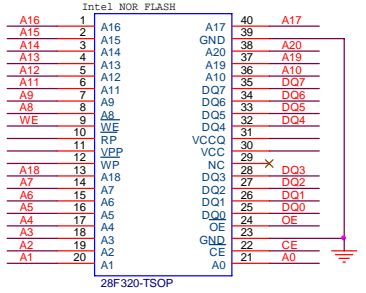 Intel NOR FLASH
A16 1 A16 A17 40 A17
A15 2 A15 GND 39
A14 3 A14 A20 38 A20
A13 4 A13 A19 37 A19
A12 5 A12 A10 36 A10
A11 6 A11 DQ7 35 DQ7
A9 7 A9 DQ6 34 DQ6
A8 8 A8 DQ5 33 DQ5
WE 9 WE DQ4 32 DQ4
10 RP VCCQ 31
11 VPP VCC 30
12 WP NC 29
A18 13 A18 DQ3 28 DQ3
A7 14 A7 DQ2 27 DQ2
A6 15 A6 DQ1 26 DQ1
A5 16 A5 DQ0 25 DQ0
A4 17 A4 OE 24 OE
A3 18 A3 GND 23
A2 19 A2 CE 22 CE
A1 20 A1 A0 21 A0
28F320-TSOP